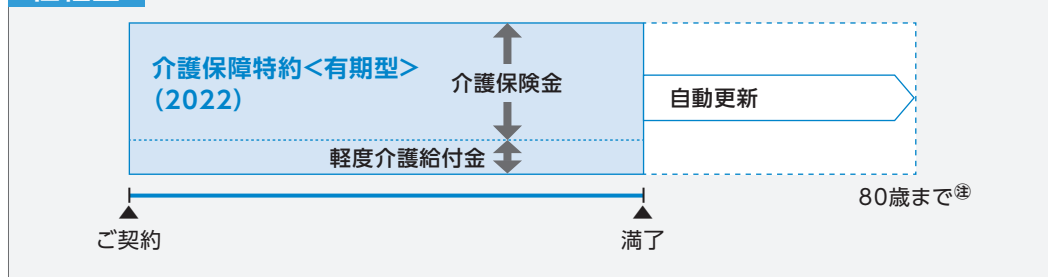 介護保障特約<有期型>
(2022)
介護保険金
自動更新
軽度介護給付金
80歳まで㊟
ご契約
満了